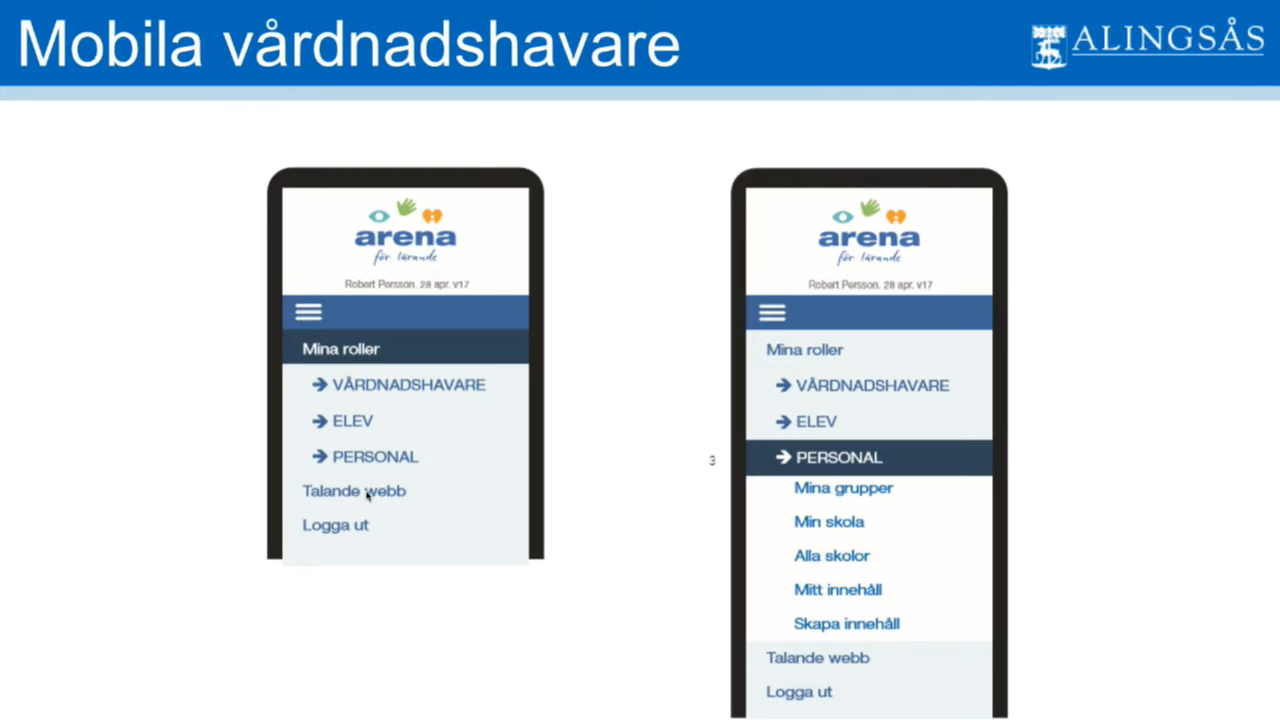 Mobila vårdnadshavare
ALINGSÅS
arena
för lärande
Robert Persson. 28 apr. v17
Mina roller
VÅRDNADSHAVARE
ELEV
PERSONAL
Talande webb
Logga ut
3
arena
för lärande
Robert Persson. 28 apr. v17
Mina roller
VÅRDNADSHAVARE
ELEV
PERSONAL
Mina grupper
Min skola
Alla skolor
Mitt innehåll
Skapa innehåll
Talande webb
Logga ut